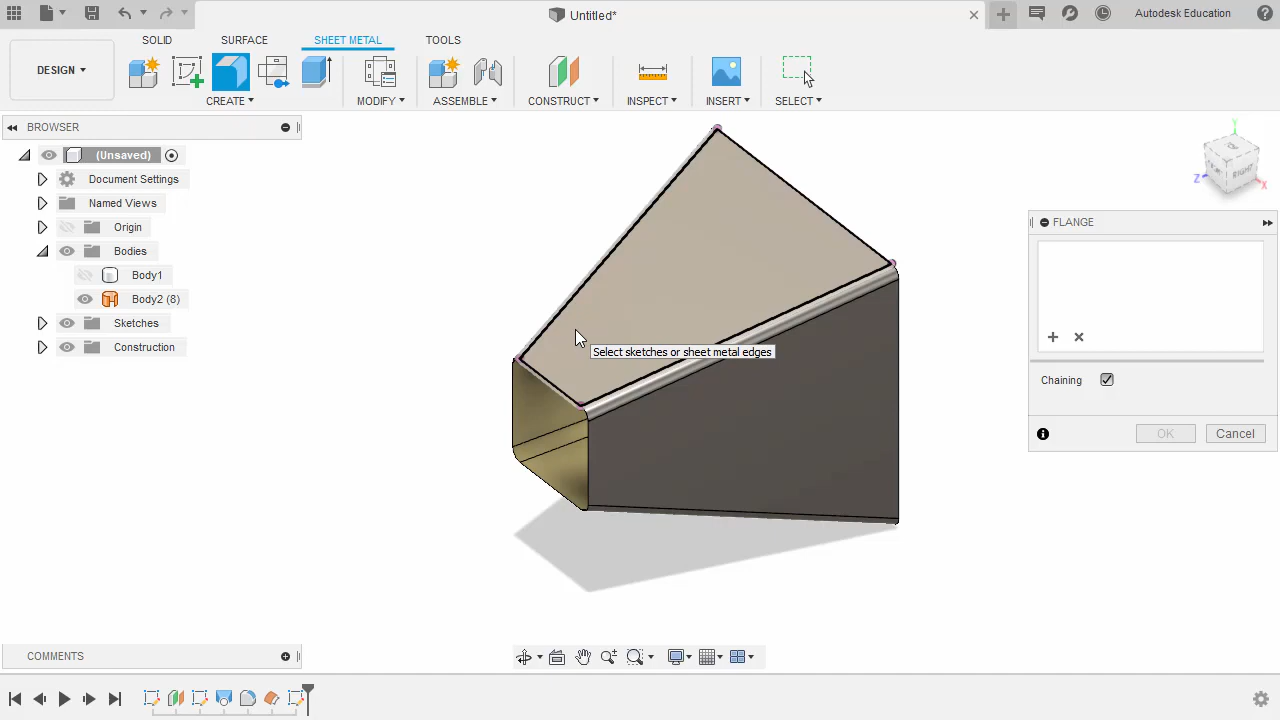 Untitled*
Autodesk Education
SOLID SURFACE SHEET METAL TOOLS
DESIGN
CREATE MODIFY ASSEMBLE CONSTRUCT INSPECT INSERT SELECT
BROWSER
(Unsaved)
Document Settings
Named Views
Origin
Bodies
Body1
Body2 (8)
Sketches
Construction
Y
Z
X
RIGHT
FLANGE
Chaining
OK Cancel
Select sketches or sheet metal edges
COMMENTS